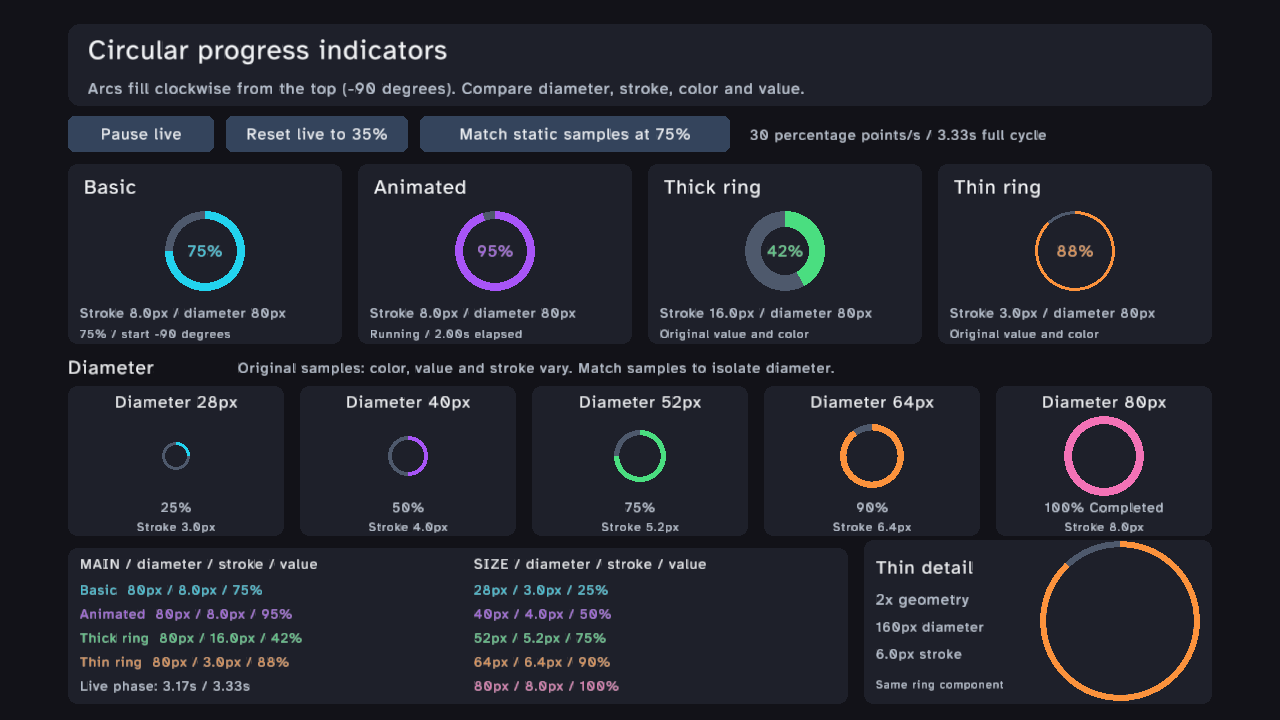 Circular progress indicators
Arcs fill clockwise from the top (-90 degrees). Compare diameter, stroke, color and value.
Pause live
Reset live to 35%
Match static samples at 75%
30 percentage points/s / 3.33s full cycle
Basic
75%
Stroke 8.0px / diameter 80px
75% / start -90 degrees
Animated
95%
Stroke 8.0px / diameter 80px
Running / 2.00s elapsed
Thick ring
42%
Stroke 16.0px / diameter 80px
Original value and color
Thin ring
88%
Stroke 3.0px / diameter 80px
Original value and color
Diameter
Original samples: color, value and stroke vary. Match samples to isolate diameter.
Diameter 28px
25%
Stroke 3.0px
Diameter 40px
50%
Stroke 4.0px
Diameter 52px
75%
Stroke 5.2px
Diameter 64px
90%
Stroke 6.4px
Diameter 80px
100% Completed
Stroke 8.0px
MAIN / diameter / stroke / value
Basic 80px / 8.0px / 75%
Animated 80px / 8.0px / 95%
Thick ring 80px / 16.0px / 42%
Thin ring 80px / 3.0px / 88%
Live phase: 3.17s / 3.33s
SIZE / diameter / stroke / value
28px / 3.0px / 25%
40px / 4.0px / 50%
52px / 5.2px / 75%
64px / 6.4px / 90%
80px / 8.0px / 100%
Thin detail
2x geometry
160px diameter
6.0px stroke
Same ring component